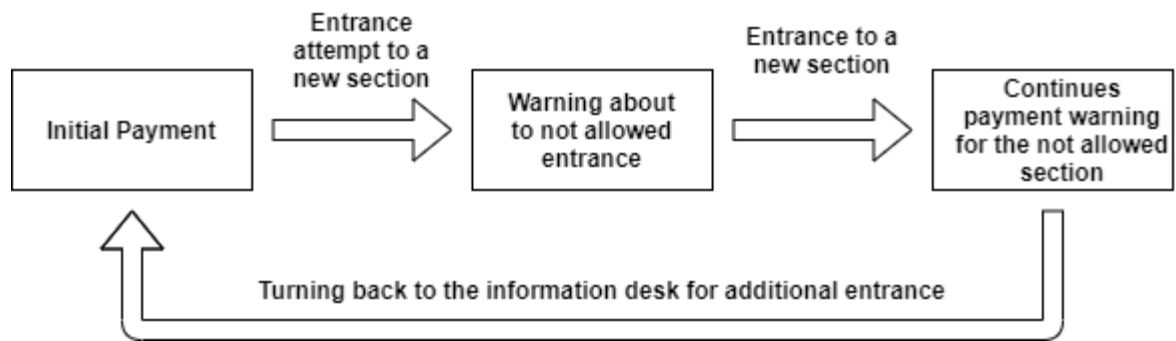 Initial Payment
Entrance
attempt to a
new section
Warning about
to not allowed
entrance
Entrance to a
new section
Continues
payment warning
for the not allowed
section
Turning back to the information desk for additional entrance